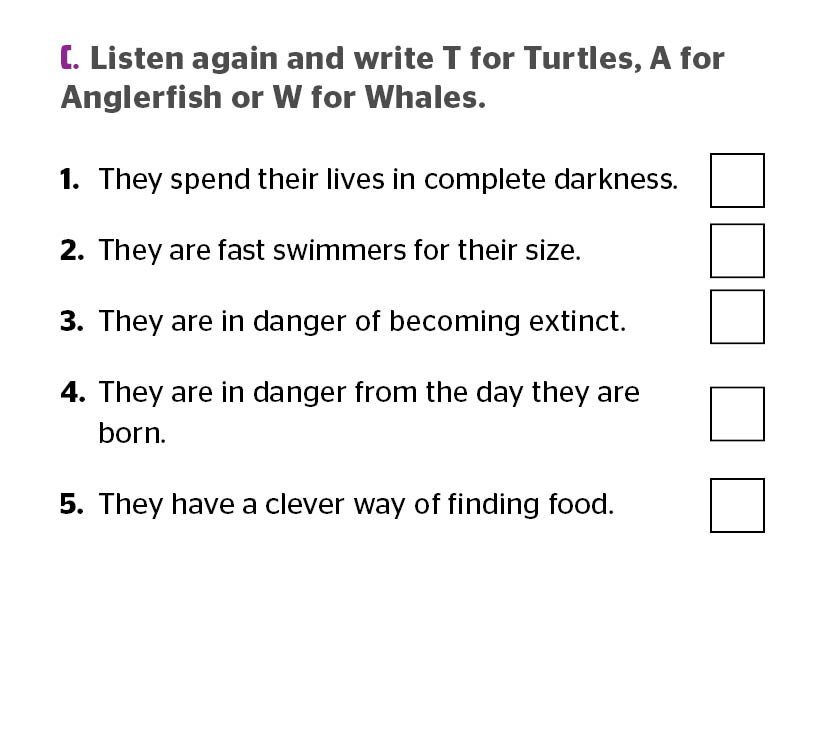 C. Listen again and write T for Turtles, A for
Anglerfish or W for Whales.
1. They spend their lives in complete darkness.
2. They are fast swimmers for their size.
3. They are in danger of becoming extinct.
4. They are in danger from the day they are
born.
5. They have a clever way of finding food.